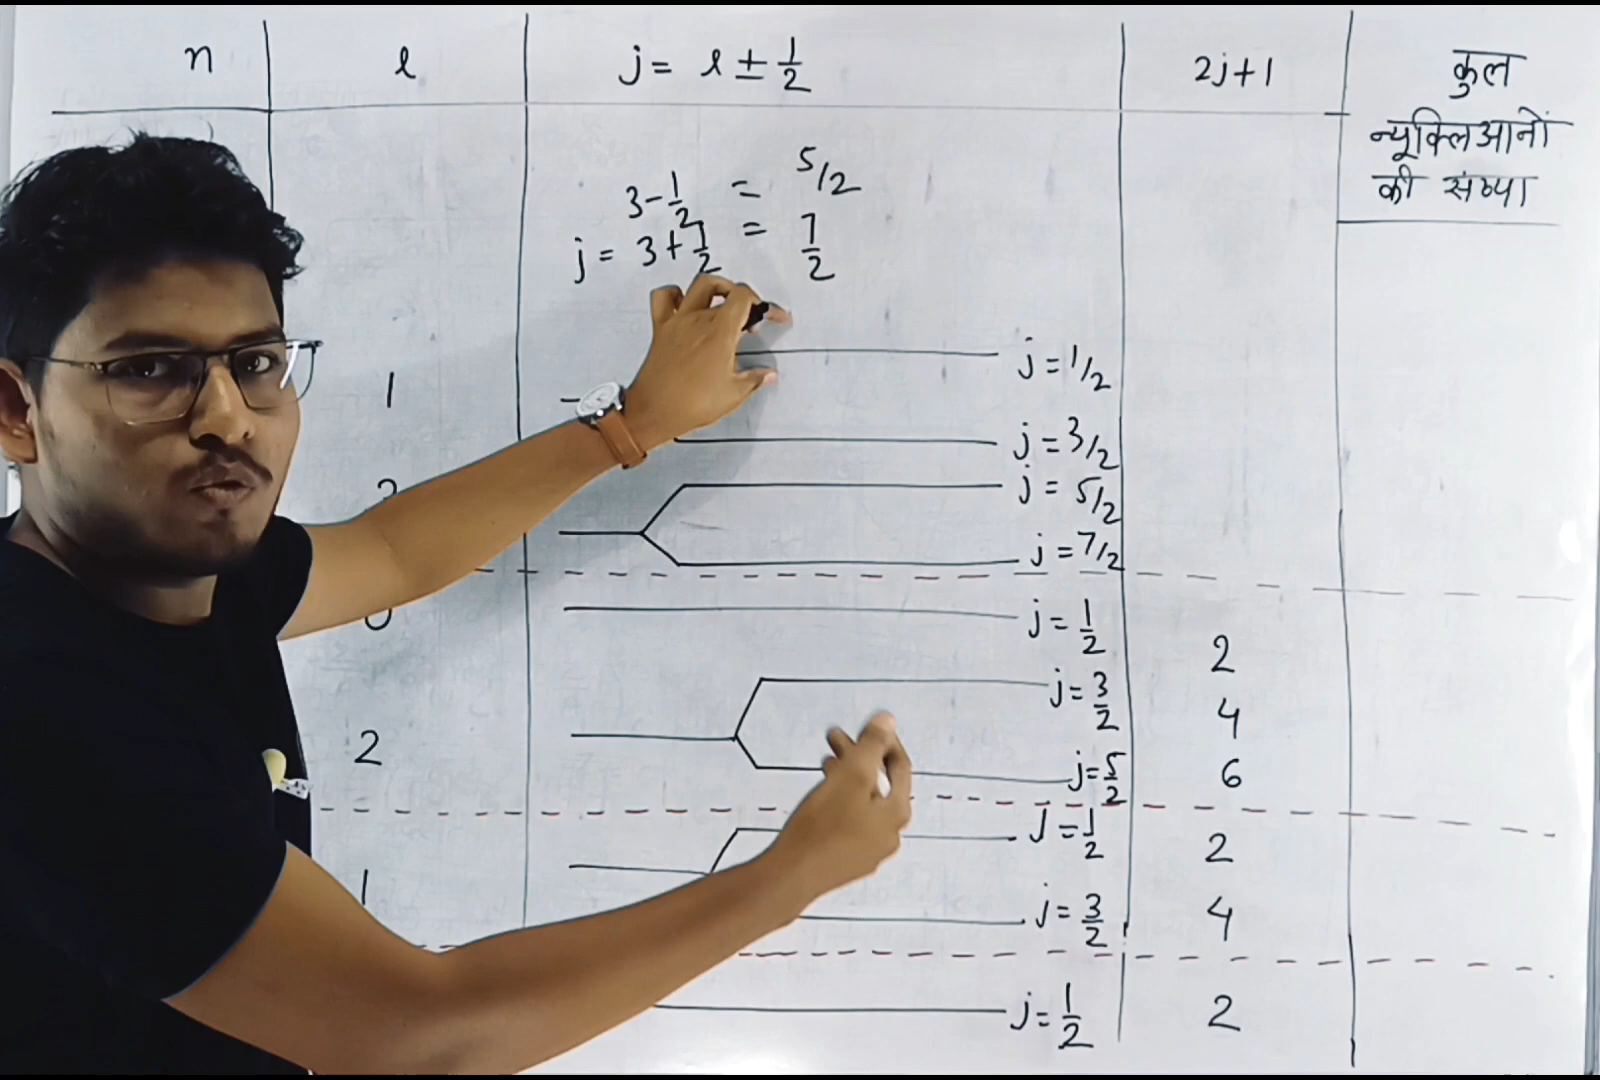 n l j = l ± 1/2 2j+1 कुल
न्यूक्लिआनों
की संख्या
3 - 1/2 = 5/2
j = 3 + 1/2 = 7/2
1 j = 1/2
j = 3/2
j = 5/2
j = 7/2
j = 1/2 2
j = 3/2 4
2 j = 5/2 6
j = 1/2 2
1 j = 3/2 4
j = 1/2 2